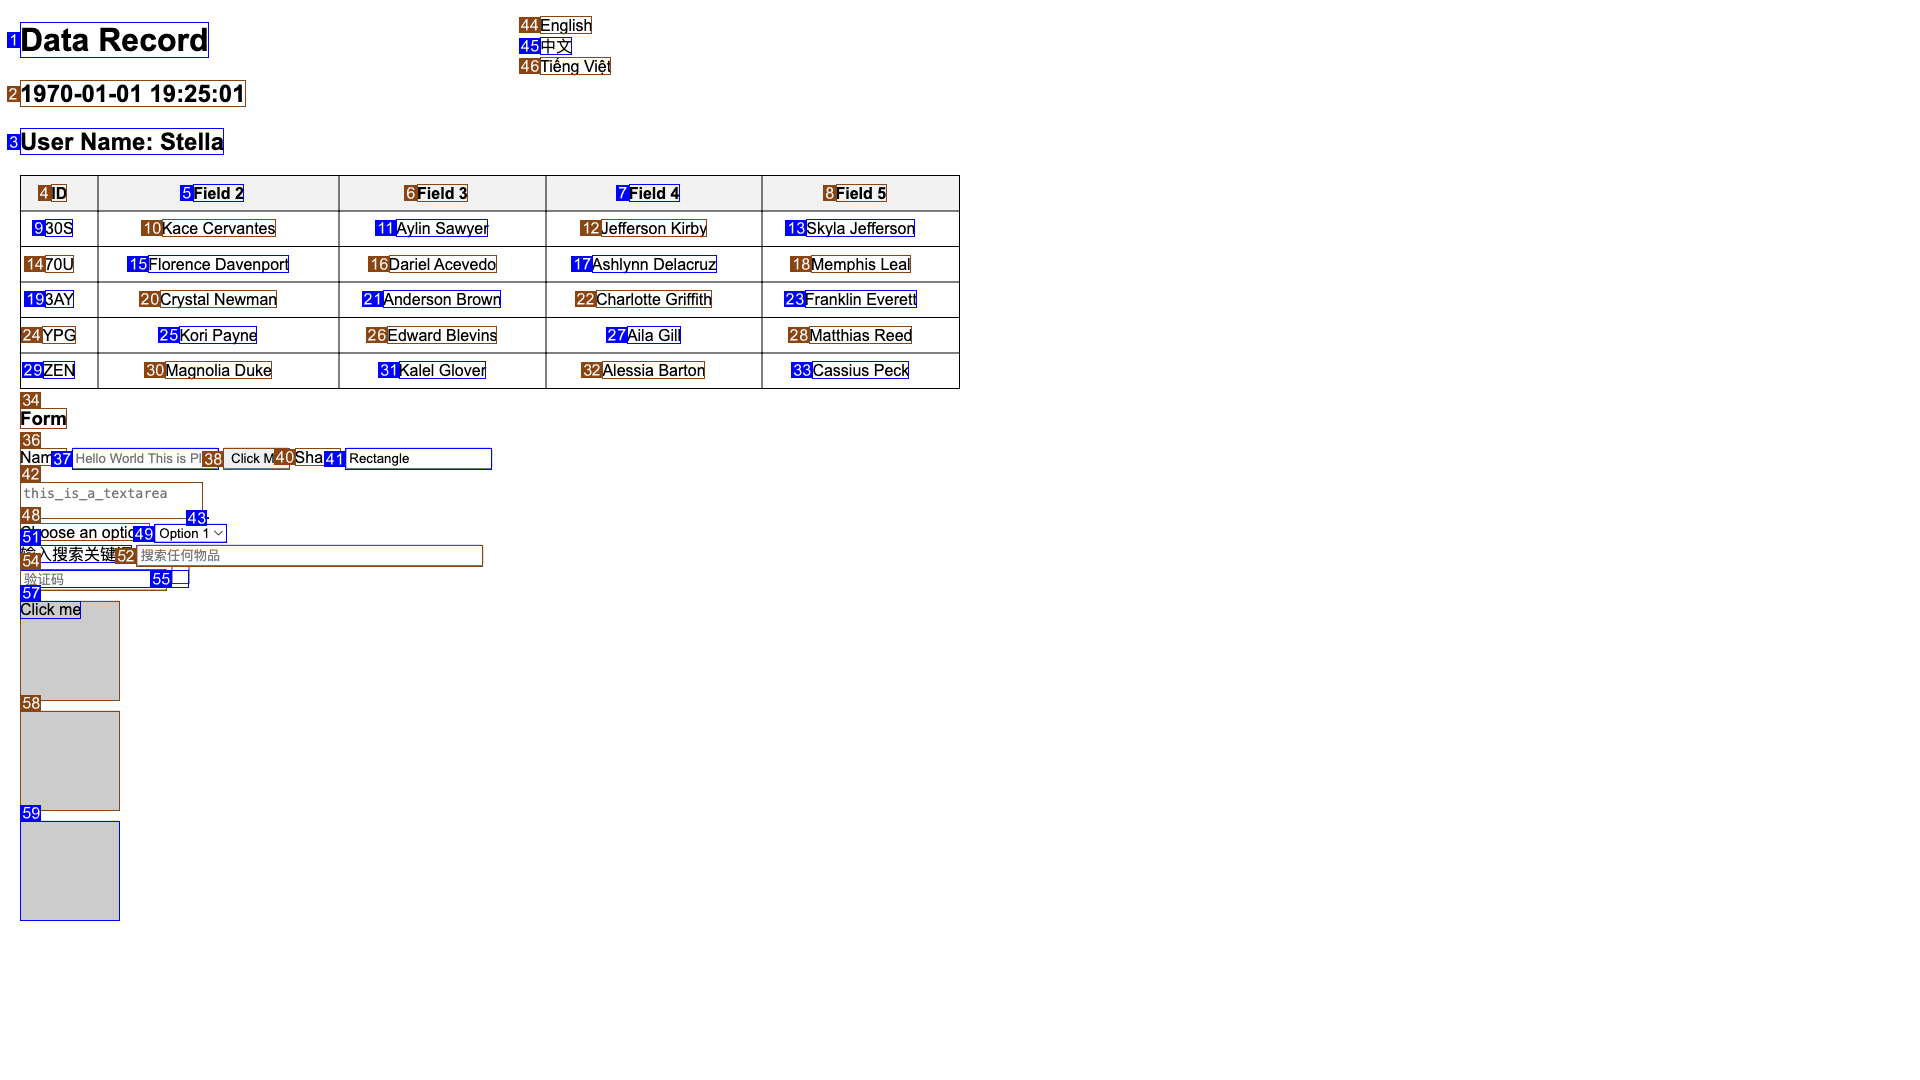 1 Data Record
44 English
45 中文
46 Tiếng Việt
2 1970-01-01 19:25:01
3 User Name: Stella
4 ID 5 Field 2 6 Field 3 7 Field 4 8 Field 5
9 30S 10 Kace Cervantes 11 Aylin Sawyer 12 Jefferson Kirby 13 Skyla Jefferson
14 70U 15 Florence Davenport 16 Dariel Acevedo 17 Ashlynn Delacruz 18 Memphis Leal
19 3AY 20 Crystal Newman 21 Anderson Brown 22 Charlotte Griffith 23 Franklin Everett
24 YPG 25 Kori Payne 26 Edward Blevins 27 Aila Gill 28 Matthias Reed
29 ZEN 30 Magnolia Duke 31 Kalel Glover 32 Alessia Barton 33 Cassius Peck
34
Form
36
37 Hello World This is 38 Click 40 41 Rectangle
42
this_is_a_textarea
48 43
an 49 Option 1
51
入搜索关键 52 搜索任何物品
54
验证码 55
57
Click me
58
59